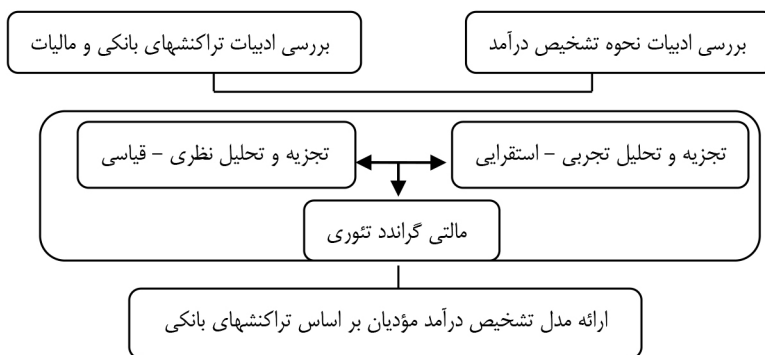 بررسی ادبیات نحوه تشخیص درآمد
بررسی ادبیات تراکنشهای بانکی و مالیات
تجزیه و تحلیل تجربی – استقرایی
تجزیه و تحلیل نظری – قیاسی
مالتی گراندد تئوری
ارائه مدل تشخیص درآمد مؤدیان بر اساس تراکنشهای بانکی